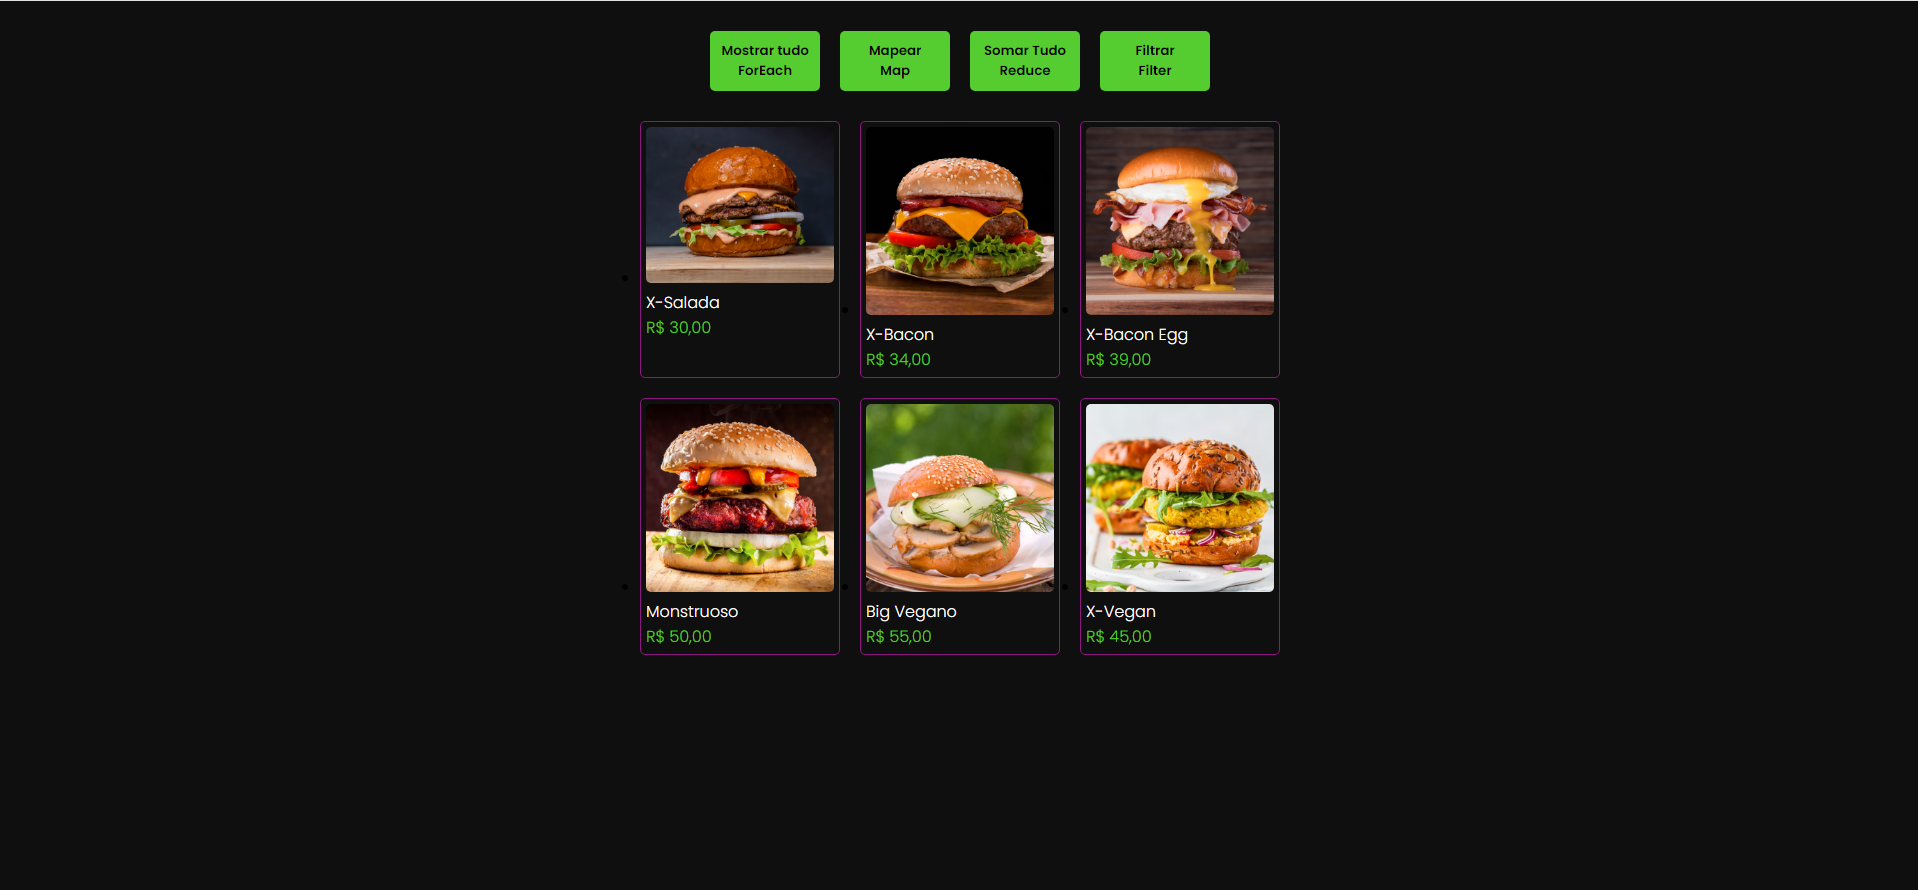 Mostrar tudo
ForEach
Mapear
Map
Somar Tudo
Reduce
Filtrar
Filter
X-Salada
R$ 30,00
X-Bacon
R$ 34,00
X-Bacon Egg
R$ 39,00
Monstruoso
R$ 50,00
Big Vegano
R$ 55,00
X-Vegan
R$ 45,00